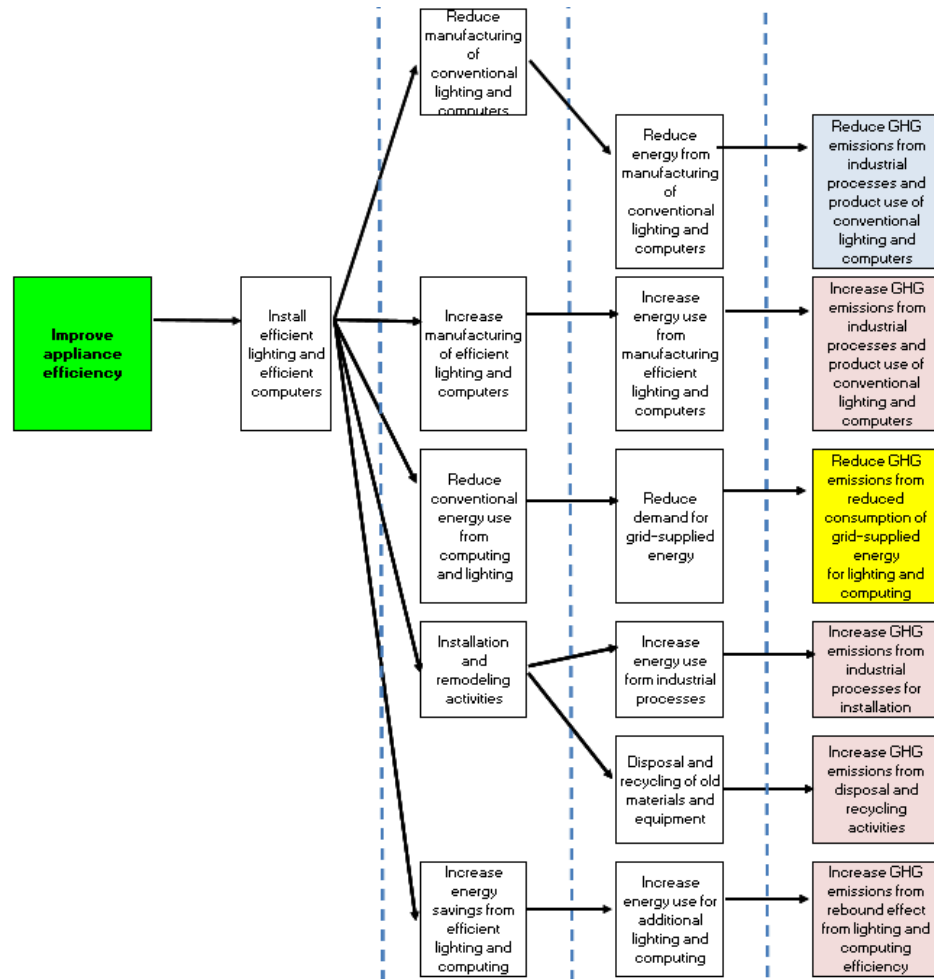 Reduce
manufacturing
of
conventional
lighting and
computers
Reduce
energy from
manufacturing
of
conventional
lighting and
computers
Reduce GHG
emissions from
industrial
processes and
product use of
conventional
lighting and
computers
Improve
appliance
efficiency
Install
efficient
lighting and
efficient
computers
Increase
manufacturing
of efficient
lighting and
computers
Increase
energy use
from
manufacturing
efficient
lighting and
computers
Increase GHG
emissions from
industrial
processes and
product use of
conventional
lighting and
computers
Reduce
conventional
energy use
from
computing
and lighting
Reduce
demand for
grid-supplied
energy
Reduce GHG
emissions from
reduced
consumption of
grid-supplied
energy
for lighting and
computing
Installation
and
remodeling
activities
Increase
energy use
form industrial
processes
Increase GHG
emissions from
industrial
processes for
installation
Disposal and
recycling of old
materials and
equipment
Increase GHG
emissions from
disposal and
recycling
activities
Increase
energy
savings from
efficient
lighting and
computing
Increase
energy use for
additional
lighting and
computing
Increase GHG
emissions from
rebound effect
from lighting and
computing
efficiency